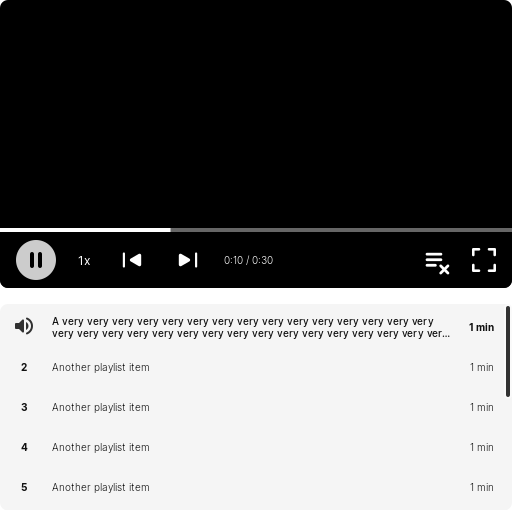 1x
0:10 / 0:30
A very very very very very very very very very very very very very very very
very very very very very very very very very very very very very very very ver...
1 min
2 Another playlist item 1 min
3 Another playlist item 1 min
4 Another playlist item 1 min
5 Another playlist item 1 min